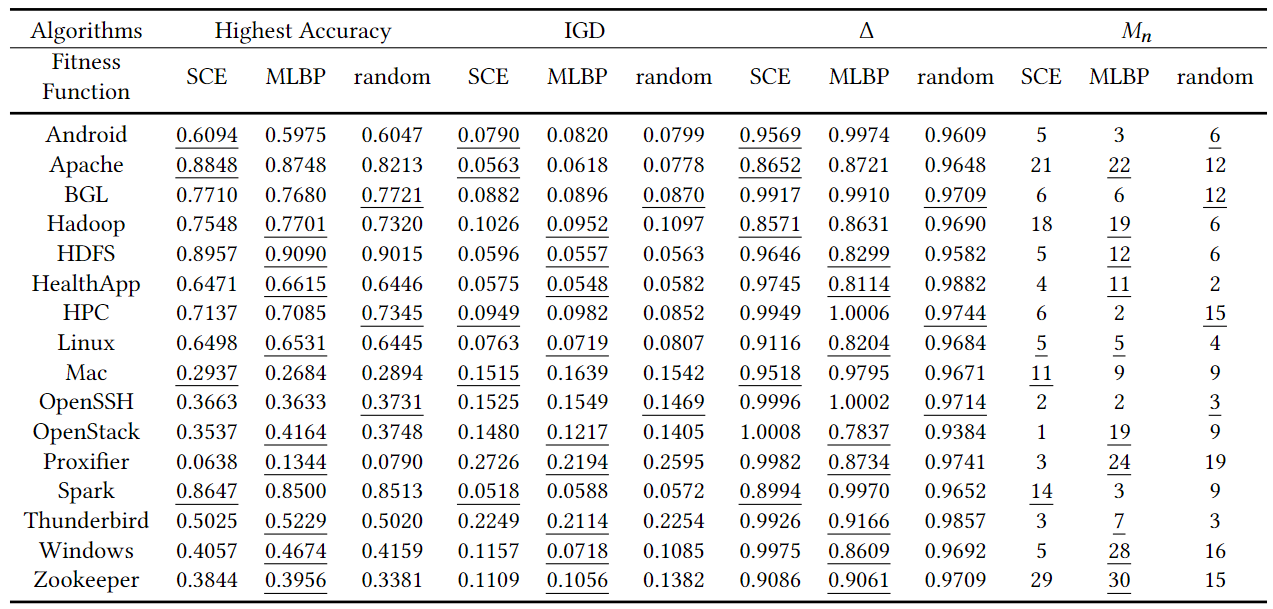 Algorithms Highest Accuracy IGD Δ Mn
Fitness Function SCE MLBP random SCE MLBP random SCE MLBP random SCE MLBP random
Android 0.6094 0.5975 0.6047 0.0790 0.0820 0.0799 0.9569 0.9974 0.9609 5 3 6
Apache 0.8848 0.8748 0.8213 0.0563 0.0618 0.0778 0.8652 0.8721 0.9648 21 22 12
BGL 0.7710 0.7680 0.7721 0.0882 0.0896 0.0870 0.9917 0.9910 0.9709 6 6 12
Hadoop 0.7548 0.7701 0.7320 0.1026 0.0952 0.1097 0.8571 0.8631 0.9690 18 19 6
HDFS 0.8957 0.9090 0.9015 0.0596 0.0557 0.0563 0.9646 0.8299 0.9582 5 12 6
HealthApp 0.6471 0.6615 0.6446 0.0575 0.0548 0.0582 0.9745 0.8114 0.9882 4 11 2
HPC 0.7137 0.7085 0.7345 0.0949 0.0982 0.0852 0.9949 1.0006 0.9744 6 2 15
Linux 0.6498 0.6531 0.6445 0.0763 0.0719 0.0807 0.9116 0.8204 0.9684 5 5 4
Mac 0.2937 0.2684 0.2894 0.1515 0.1639 0.1542 0.9518 0.9795 0.9671 11 9 9
OpenSSH 0.3663 0.3633 0.3731 0.1525 0.1549 0.1469 0.9996 1.0002 0.9714 2 2 3
OpenStack 0.3537 0.4164 0.3748 0.1480 0.1217 0.1405 1.0008 0.7837 0.9384 1 19 9
Proxifier 0.0638 0.1344 0.0790 0.2726 0.2194 0.2595 0.9982 0.8734 0.9741 3 24 19
Spark 0.8647 0.8500 0.8513 0.0518 0.0588 0.0572 0.8994 0.9970 0.9652 14 3 9
Thunderbird 0.5025 0.5229 0.5020 0.2249 0.2114 0.2254 0.9926 0.9166 0.9857 3 7 3
Windows 0.4057 0.4674 0.4159 0.1157 0.0718 0.1085 0.9975 0.8609 0.9692 5 28 16
Zookeeper 0.3844 0.3956 0.3381 0.1109 0.1056 0.1382 0.9086 0.9061 0.9709 29 30 15